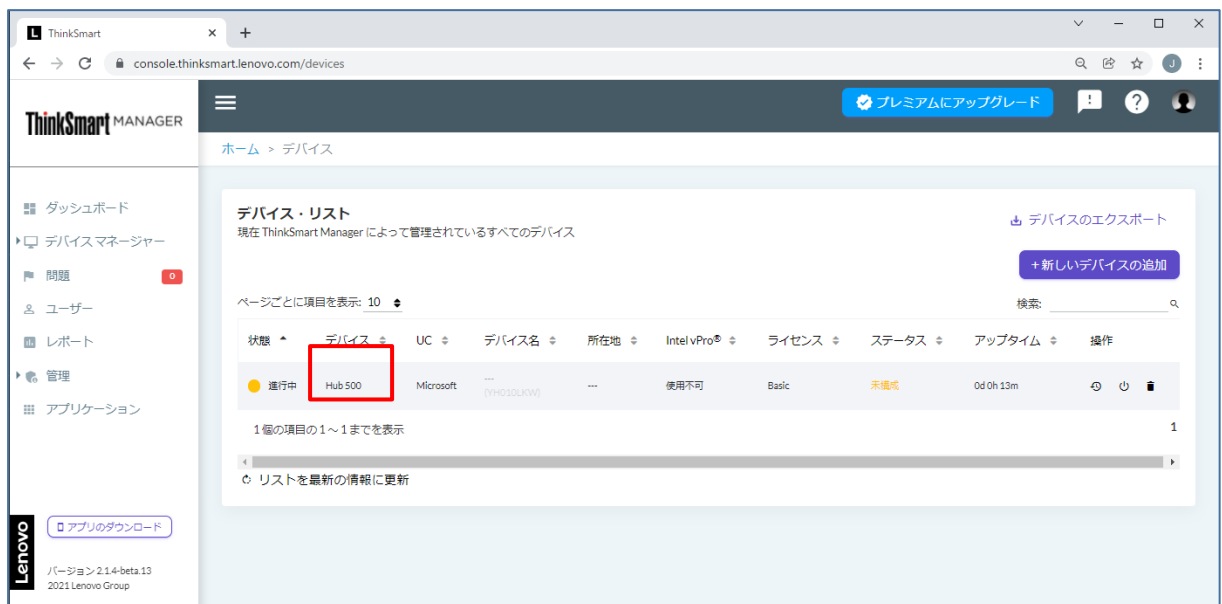 L ThinkSmart
console.thinksmart.lenovo.com/devices
J
ThinkSmart MANAGER
プレミアムにアップグレード
ホーム > デバイス
ダッシュボード
デバイスマネージャー
問題 0
ユーザー
レポート
管理
アプリケーション
デバイス・リスト
現在 ThinkSmart Manager によって管理されているすべてのデバイス
デバイスのエクスポート
+新しいデバイスの追加
ページごとに項目を表示: 10
検索:
状態 デバイス UC デバイス名 所在地 Intel vPro® ライセンス ステータス アップタイム 操作
進行中 Hub 500 Microsoft --- --- 使用不可 Basic 未構成 0d 0h 13m
(YH010LKW)
1個の項目の1～1までを表示
1
リストを最新の情報に更新
アプリのダウンロード
Lenovo
バージョン 2.1.4-beta.13
2021 Lenovo Group